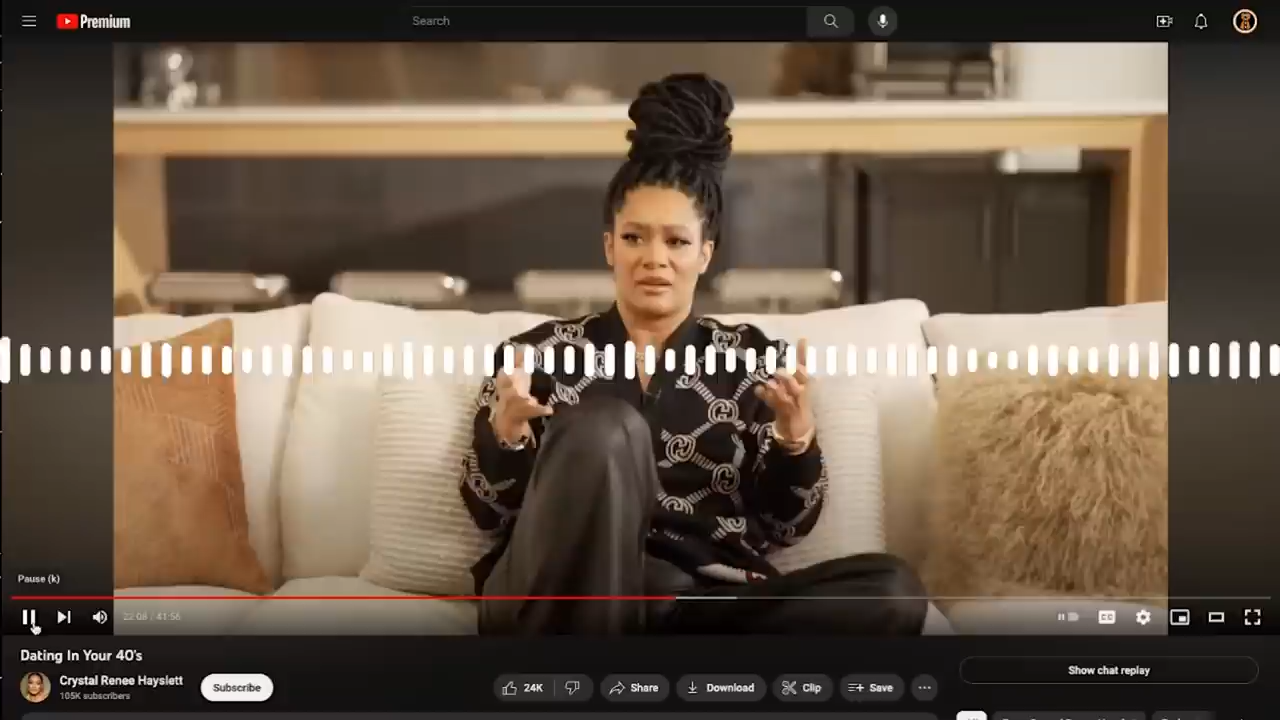 Premium
Search
Pause (k)
22:08 / 41:56
CC
Dating In Your 40's
Crystal Renee Hayslett
105K subscribers
Subscribe
24K
Share
Download
Clip
Save
Show chat replay